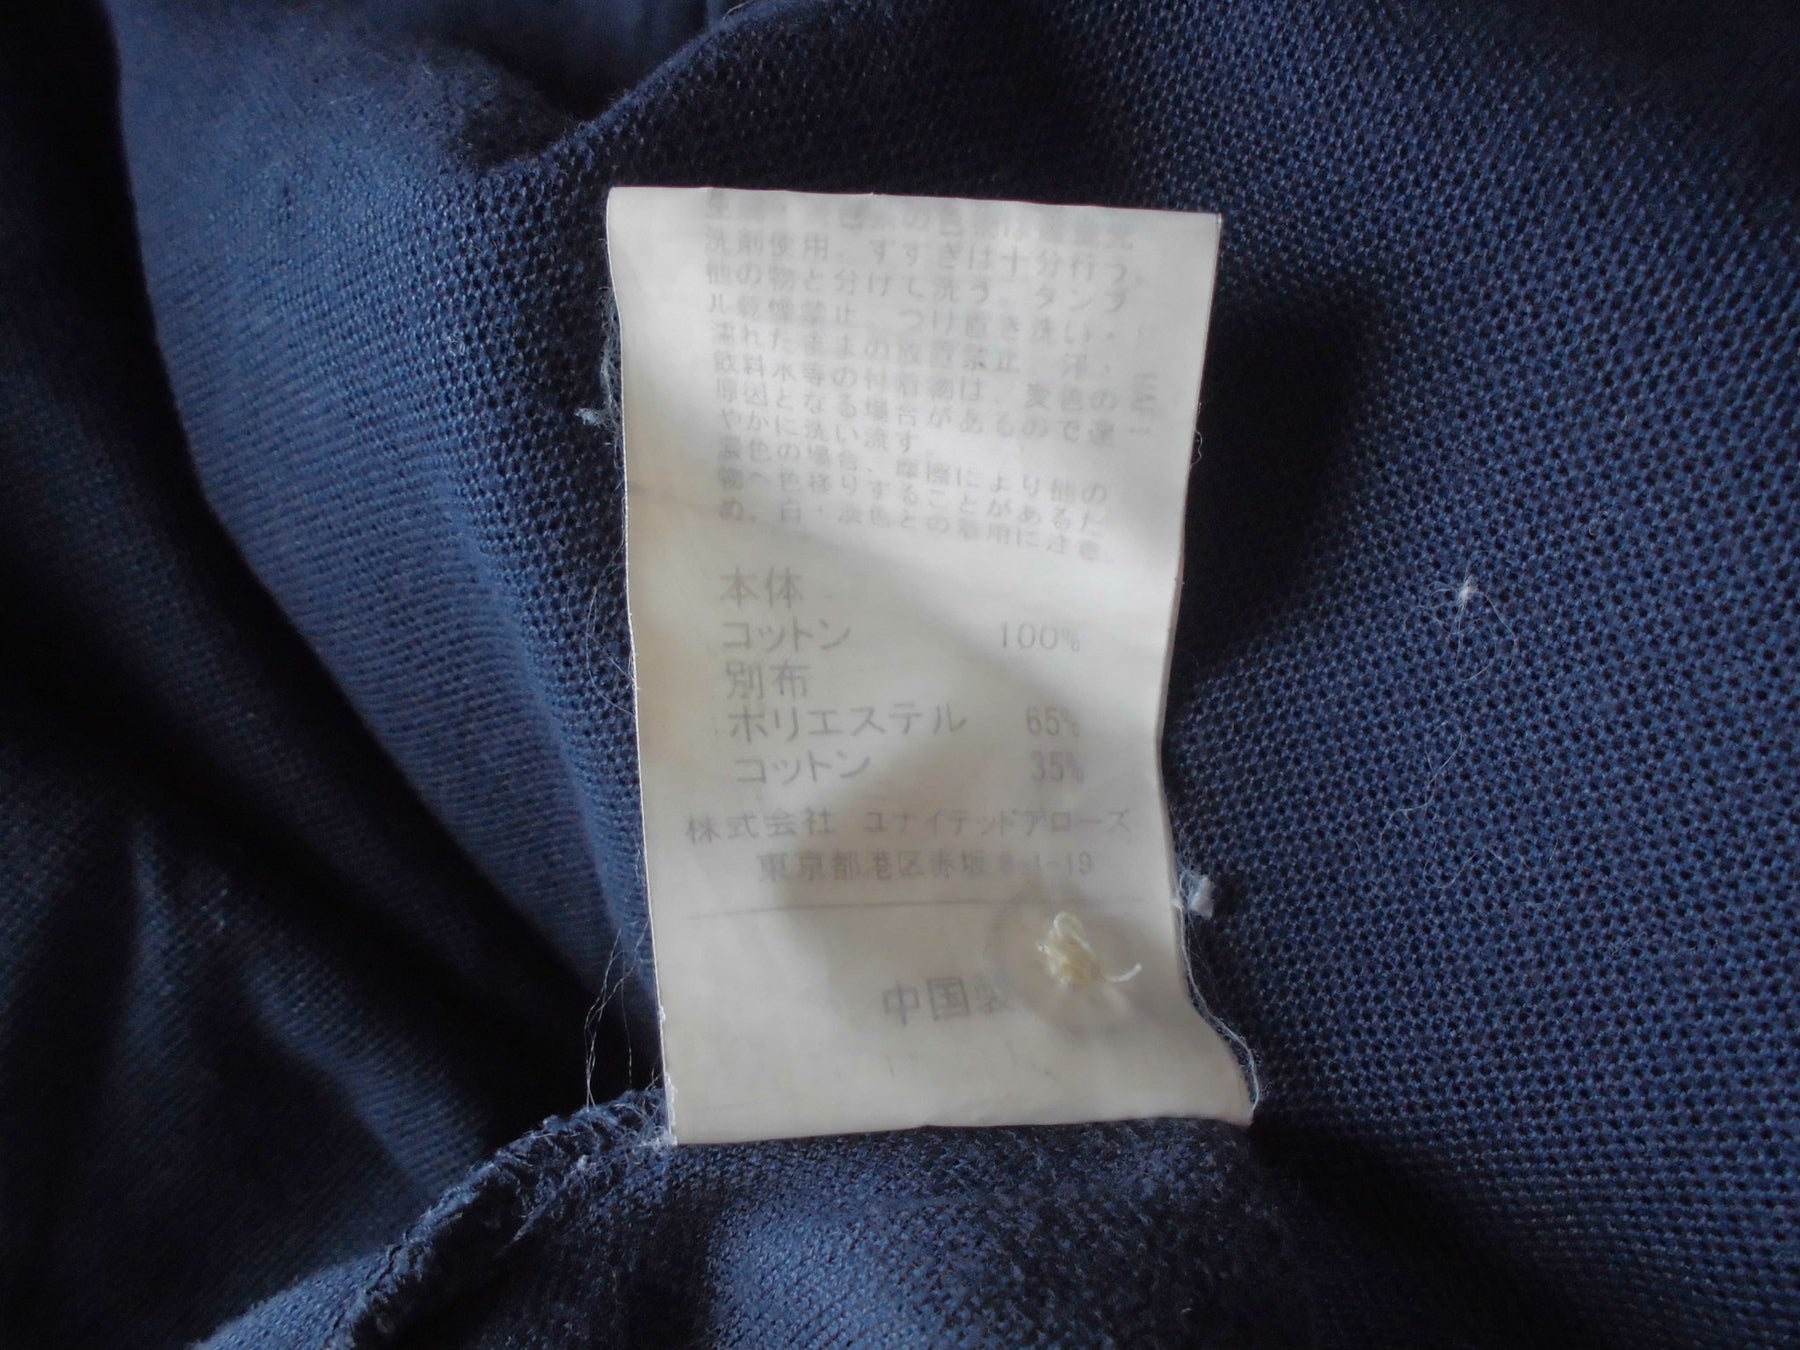 洗剤使用、すすぎは十分行う。
他の物と分けて洗う。タンブ
ル乾燥禁止。つけ置き洗い・
濡れたままの放置禁止。汗・
飲料水等の付着物は、変色の
原因となる場合があるので速
やかに洗い流す。
濃色の場合、摩擦により他の
物へ色移りすることがあるた
め、白・淡色との着用に注意。
本体
コットン 100%
別布
ポリエステル 65%
コットン 35%
株式会社 ユナイテッドアローズ
東京都港区赤坂8-1-19
中国製